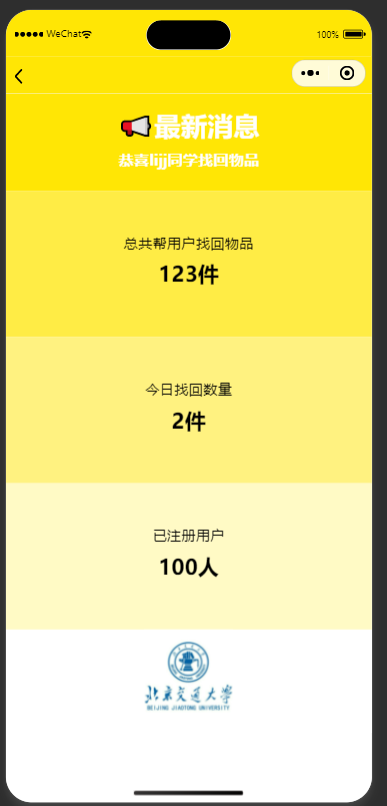 WeChat
100%
最新消息
恭喜lijj同学找回物品
总共帮用户找回物品
123件
今日找回数量
2件
已注册用户
100人
北京交通大学
BEIJING JIAOTONG UNIVERSITY